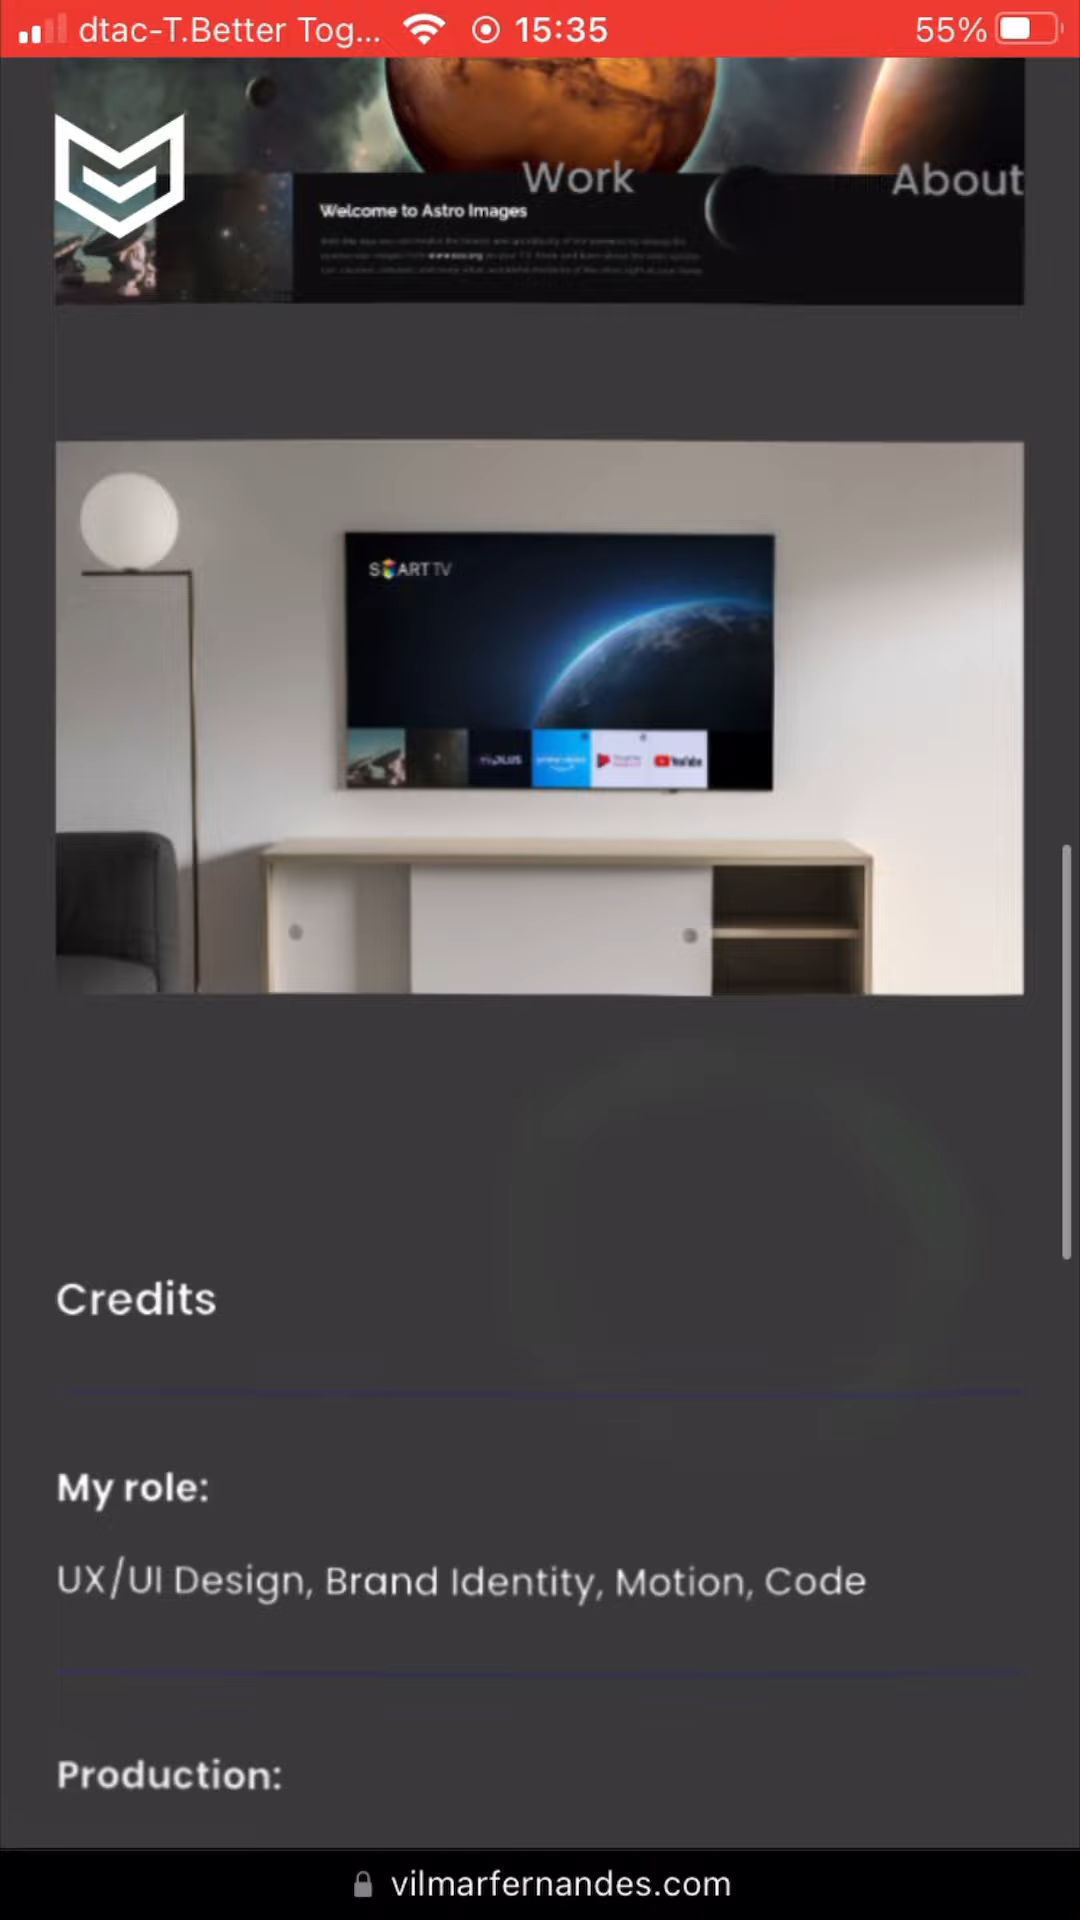 dtac-T.Better Tog... 15:35 55%
Work About
Welcome to Astro Images
SMART TV
YouTube
Credits
My role:
UX/UI Design, Brand Identity, Motion, Code
Production:
vilmarfernandes.com